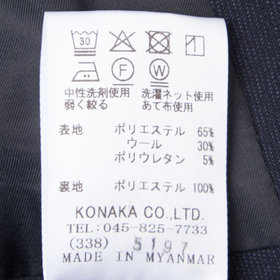 30
F W
中性洗剤使用 洗濯ネット使用
弱く絞る あて布使用
表地 ポリエステル 65%
ウール 30%
ポリウレタン 5%
裏地 ポリエステル 100%
KONAKA CO.,LTD.
TEL:045-825-7733
(338) 5197
MADE IN MYANMAR